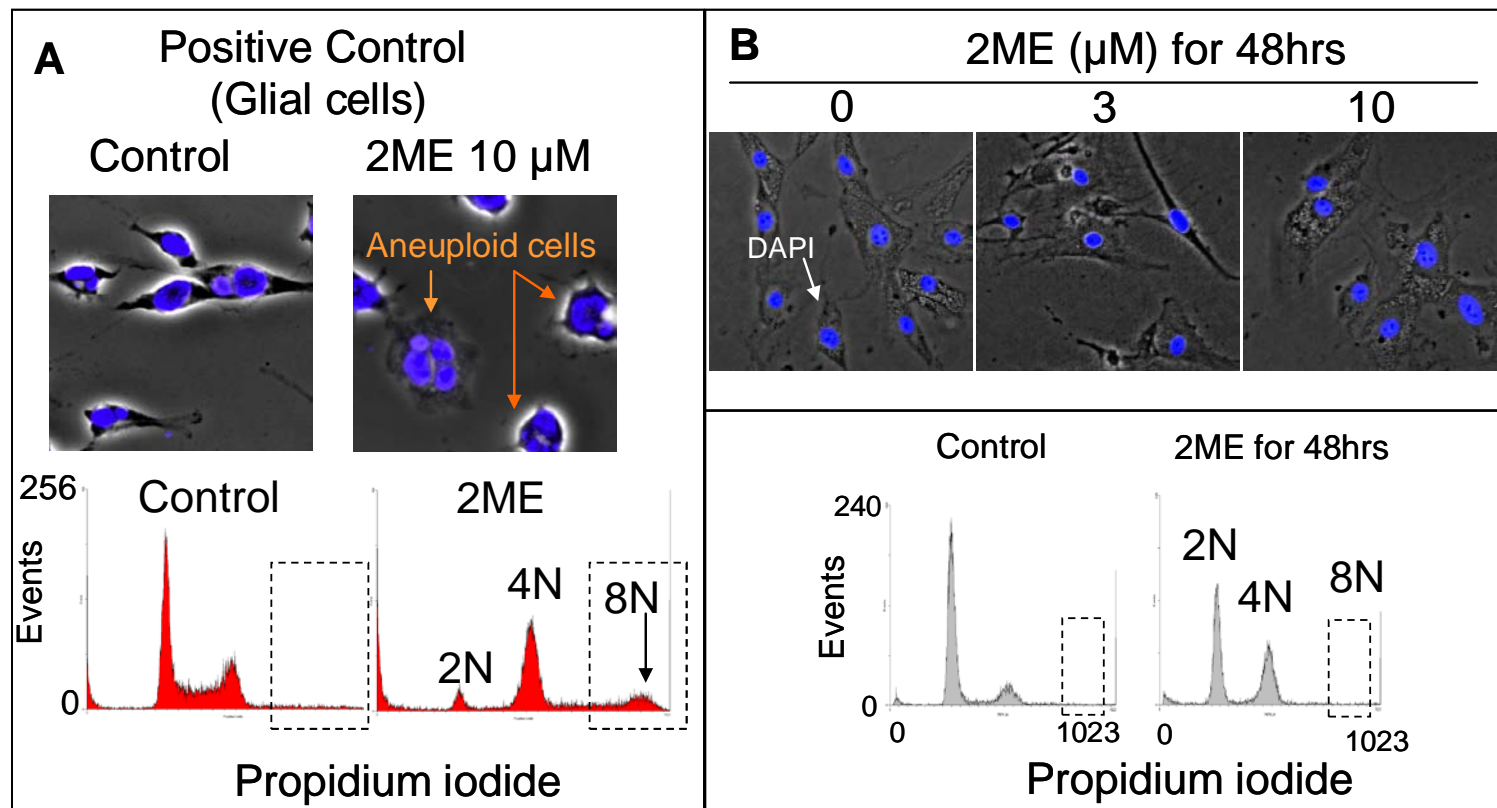 A
Positive Control
(Glial cells)
Control
2ME 10 µM
Aneuploid cells
256
Control
2ME
Events
4N
8N
2N
0
Propidium iodide
B
2ME (µM) for 48hrs
0 3 10
DAPI
Control
2ME for 48hrs
240
Events
2N
4N
8N
0
0
1023
0
1023
Propidium iodide